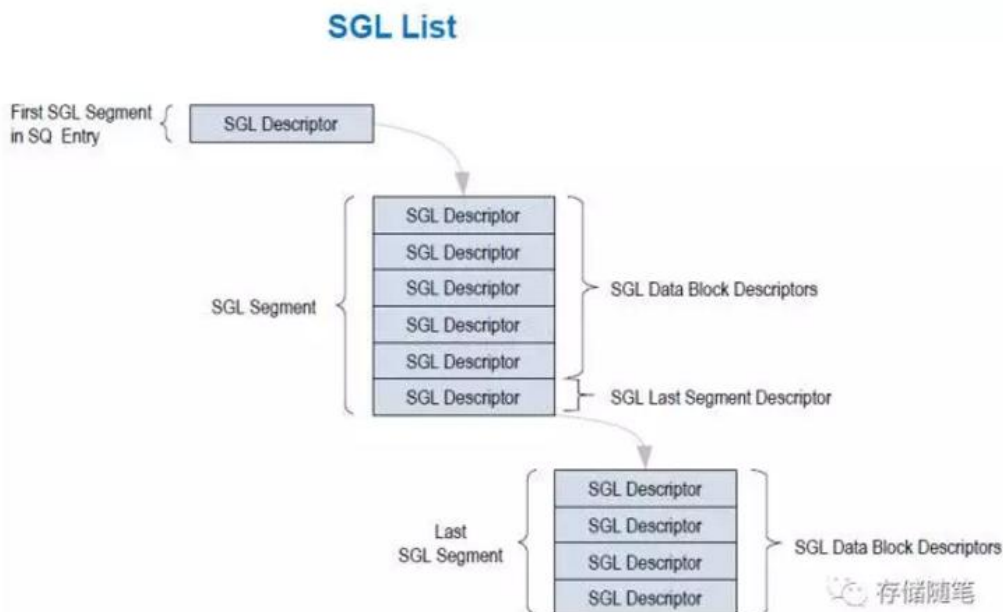 SGL List
First SGL Segment
in SQ Entry
SGL Descriptor
SGL Segment
SGL Descriptor
SGL Descriptor
SGL Descriptor
SGL Descriptor
SGL Descriptor
SGL Descriptor
SGL Data Block Descriptors
SGL Last Segment Descriptor
Last
SGL Segment
SGL Descriptor
SGL Descriptor
SGL Descriptor
SGL Descriptor
SGL Data Block Descriptors
存储随笔